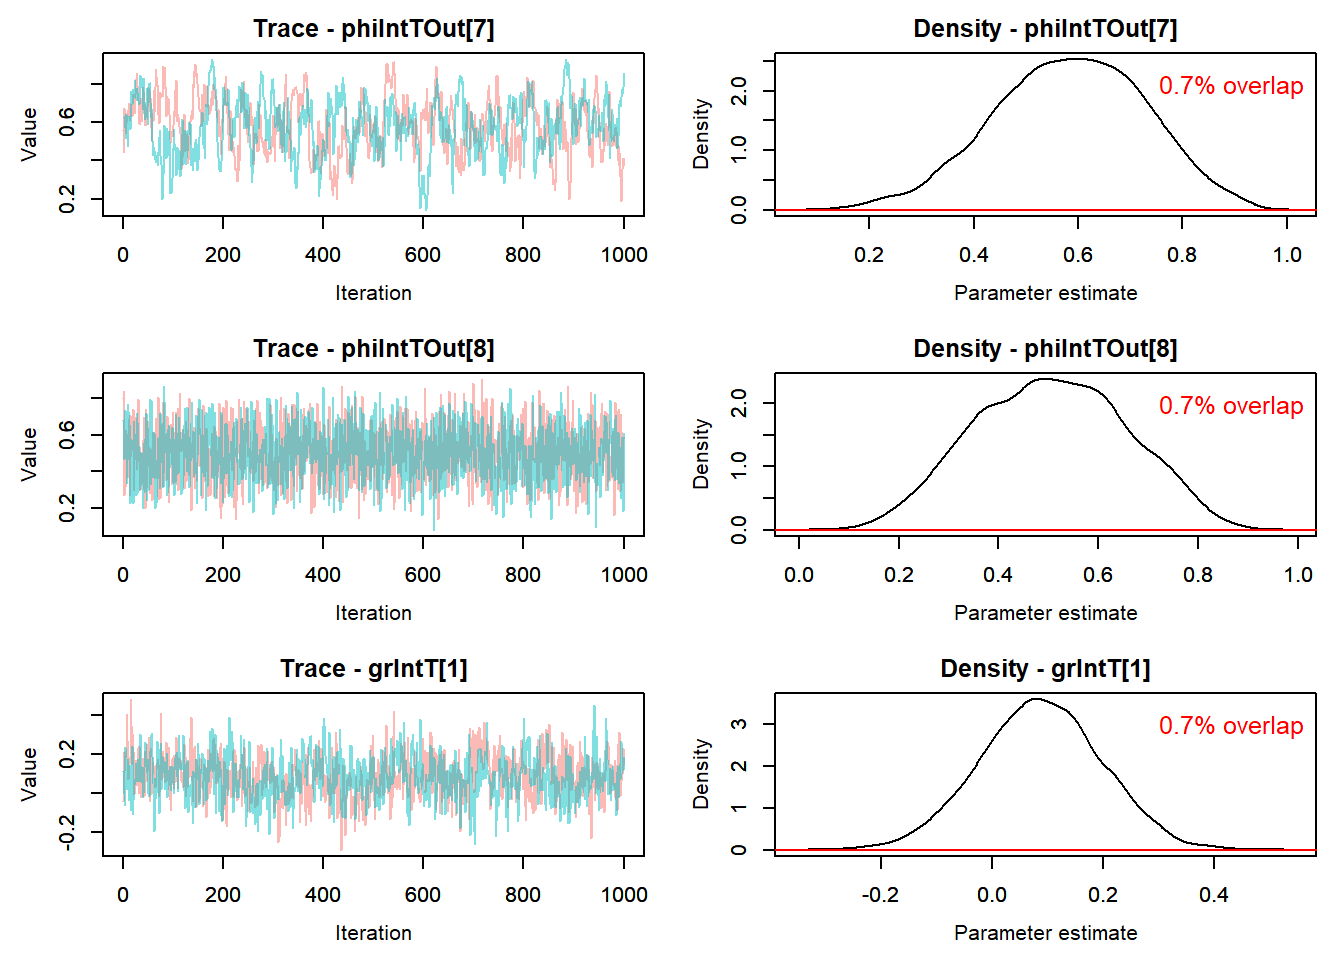 Trace - phiIntTOut[7]
Value
0.2
0.6
0
200
400
600
800
1000
Iteration
Density - phiIntTOut[7]
0.7% overlap
Density
0.0
1.0
2.0
0.2
0.4
0.6
0.8
1.0
Parameter estimate
Trace - phiIntTOut[8]
Value
0.2
0.6
0
200
400
600
800
1000
Iteration
Density - phiIntTOut[8]
0.7% overlap
Density
0.0
1.0
2.0
0.0
0.2
0.4
0.6
0.8
1.0
Parameter estimate
Trace - grIntT[1]
Value
-0.2
0.2
0
200
400
600
800
1000
Iteration
Density - grIntT[1]
0.7% overlap
Density
0
1
2
3
-0.2
0.0
0.2
0.4
Parameter estimate